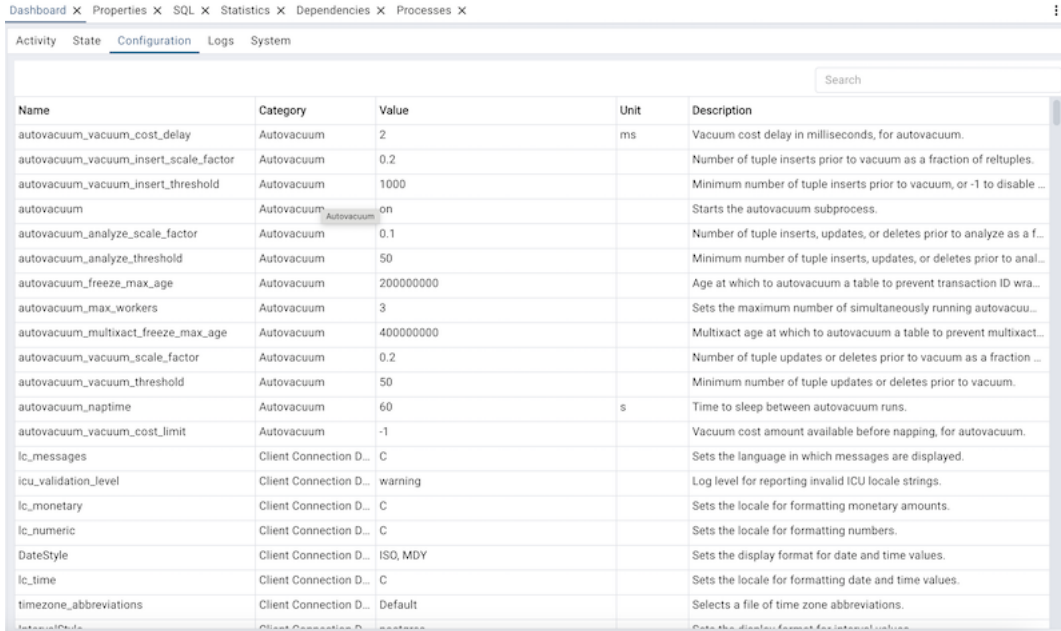 Dashboard X Properties X SQL X Statistics X Dependencies X Processes X
Activity State Configuration Logs System
Search
Name Category Value Unit Description
autovacuum_vacuum_cost_delay Autovacuum 2 ms Vacuum cost delay in milliseconds, for autovacuum.
autovacuum_vacuum_insert_scale_factor Autovacuum 0.2 Number of tuple inserts prior to vacuum as a fraction of reltuples.
autovacuum_vacuum_insert_threshold Autovacuum 1000 Minimum number of tuple inserts prior to vacuum, or -1 to disable ...
autovacuum Autovacuum on Starts the autovacuum subprocess.
Autovacuum
autovacuum_analyze_scale_factor Autovacuum 0.1 Number of tuple inserts, updates, or deletes prior to analyze as a f...
autovacuum_analyze_threshold Autovacuum 50 Minimum number of tuple inserts, updates, or deletes prior to anal...
autovacuum_freeze_max_age Autovacuum 200000000 Age at which to autovacuum a table to prevent transaction ID wra...
autovacuum_max_workers Autovacuum 3 Sets the maximum number of simultaneously running autovacuu...
autovacuum_multixact_freeze_max_age Autovacuum 400000000 Multixact age at which to autovacuum a table to prevent multixact...
autovacuum_vacuum_scale_factor Autovacuum 0.2 Number of tuple updates or deletes prior to vacuum as a fraction ...
autovacuum_vacuum_threshold Autovacuum 50 Minimum number of tuple updates or deletes prior to vacuum.
autovacuum_naptime Autovacuum 60 s Time to sleep between autovacuum runs.
autovacuum_vacuum_cost_limit Autovacuum -1 Vacuum cost amount available before napping, for autovacuum.
lc_messages Client Connection D... C Sets the language in which messages are displayed.
icu_validation_level Client Connection D... warning Log level for reporting invalid ICU locale strings.
lc_monetary Client Connection D... C Sets the locale for formatting monetary amounts.
lc_numeric Client Connection D... C Sets the locale for formatting numbers.
DateStyle Client Connection D... ISO, MDY Sets the display format for date and time values.
lc_time Client Connection D... C Sets the locale for formatting date and time values.
timezone_abbreviations Client Connection D... Default Selects a file of time zone abbreviations.
IntervalStyle Client Connection D... postgres Sets the display format for interval values.